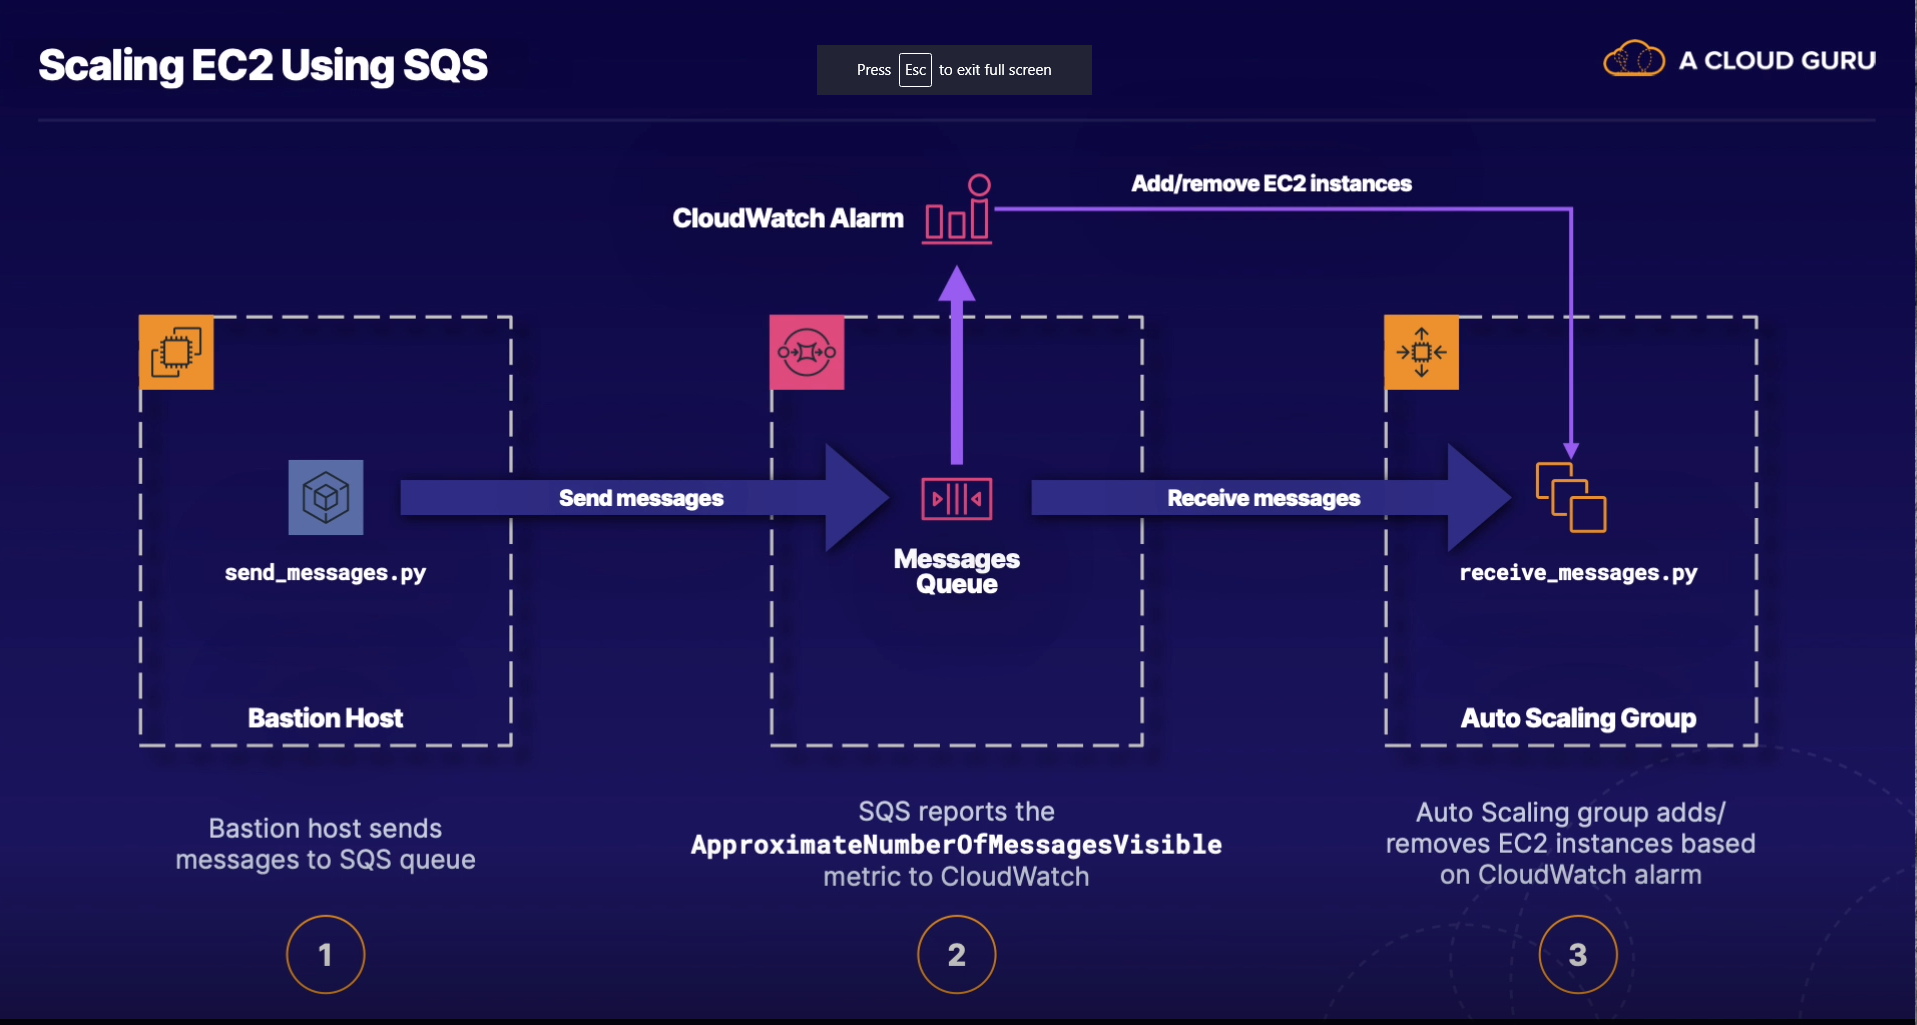 Scaling EC2 Using SQS
Press Esc to exit full screen
A CLOUD GURU
Add/remove EC2 instances
CloudWatch Alarm
Send messages
Receive messages
send_messages.py
Messages
Queue
receive_messages.py
Bastion Host
Auto Scaling Group
Bastion host sends
messages to SQS queue
SQS reports the
ApproximateNumberOfMessagesVisible
metric to CloudWatch
Auto Scaling group adds/
removes EC2 instances based
on CloudWatch alarm
1
2
3